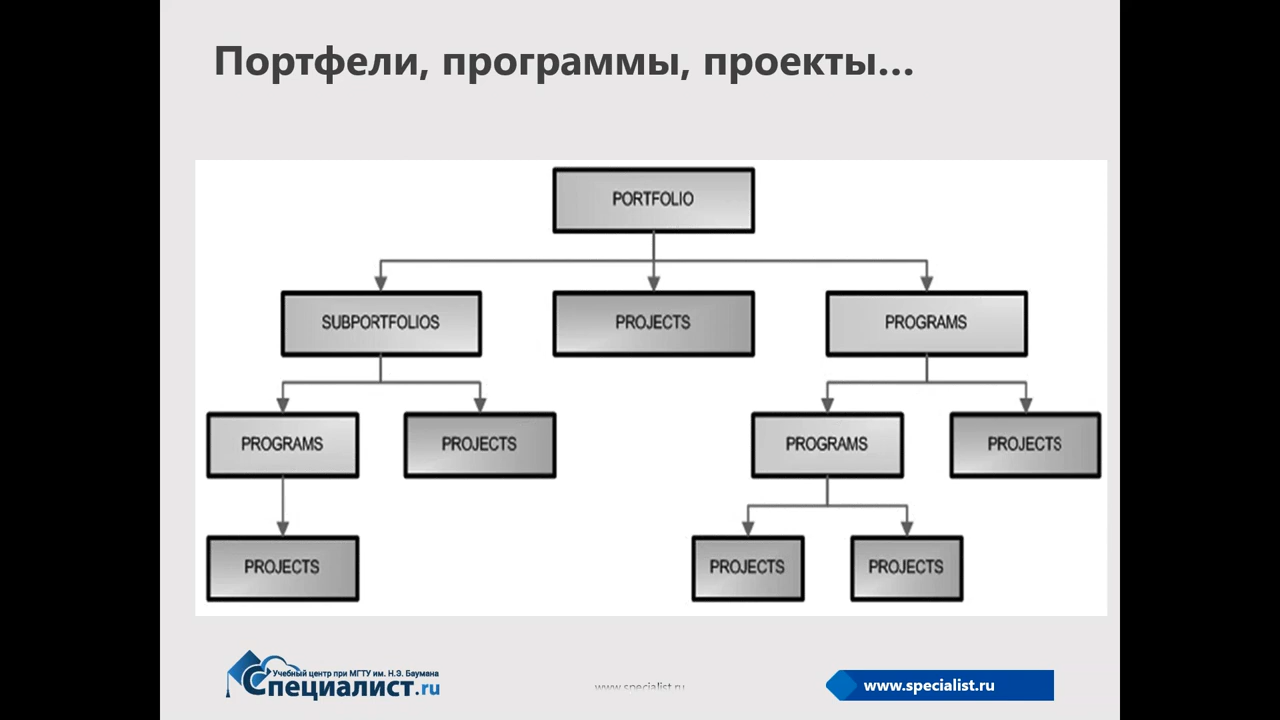 Портфели, программы, проекты...
PORTFOLIO
SUBPORTFOLIOS
PROJECTS
PROGRAMS
PROGRAMS
PROJECTS
PROGRAMS
PROJECTS
PROJECTS
PROJECTS
PROJECTS
Учебный центр при МГТУ им. Н.Э. Баумана
Специалист.ru
www.specialist.ru
www.specialist.ru